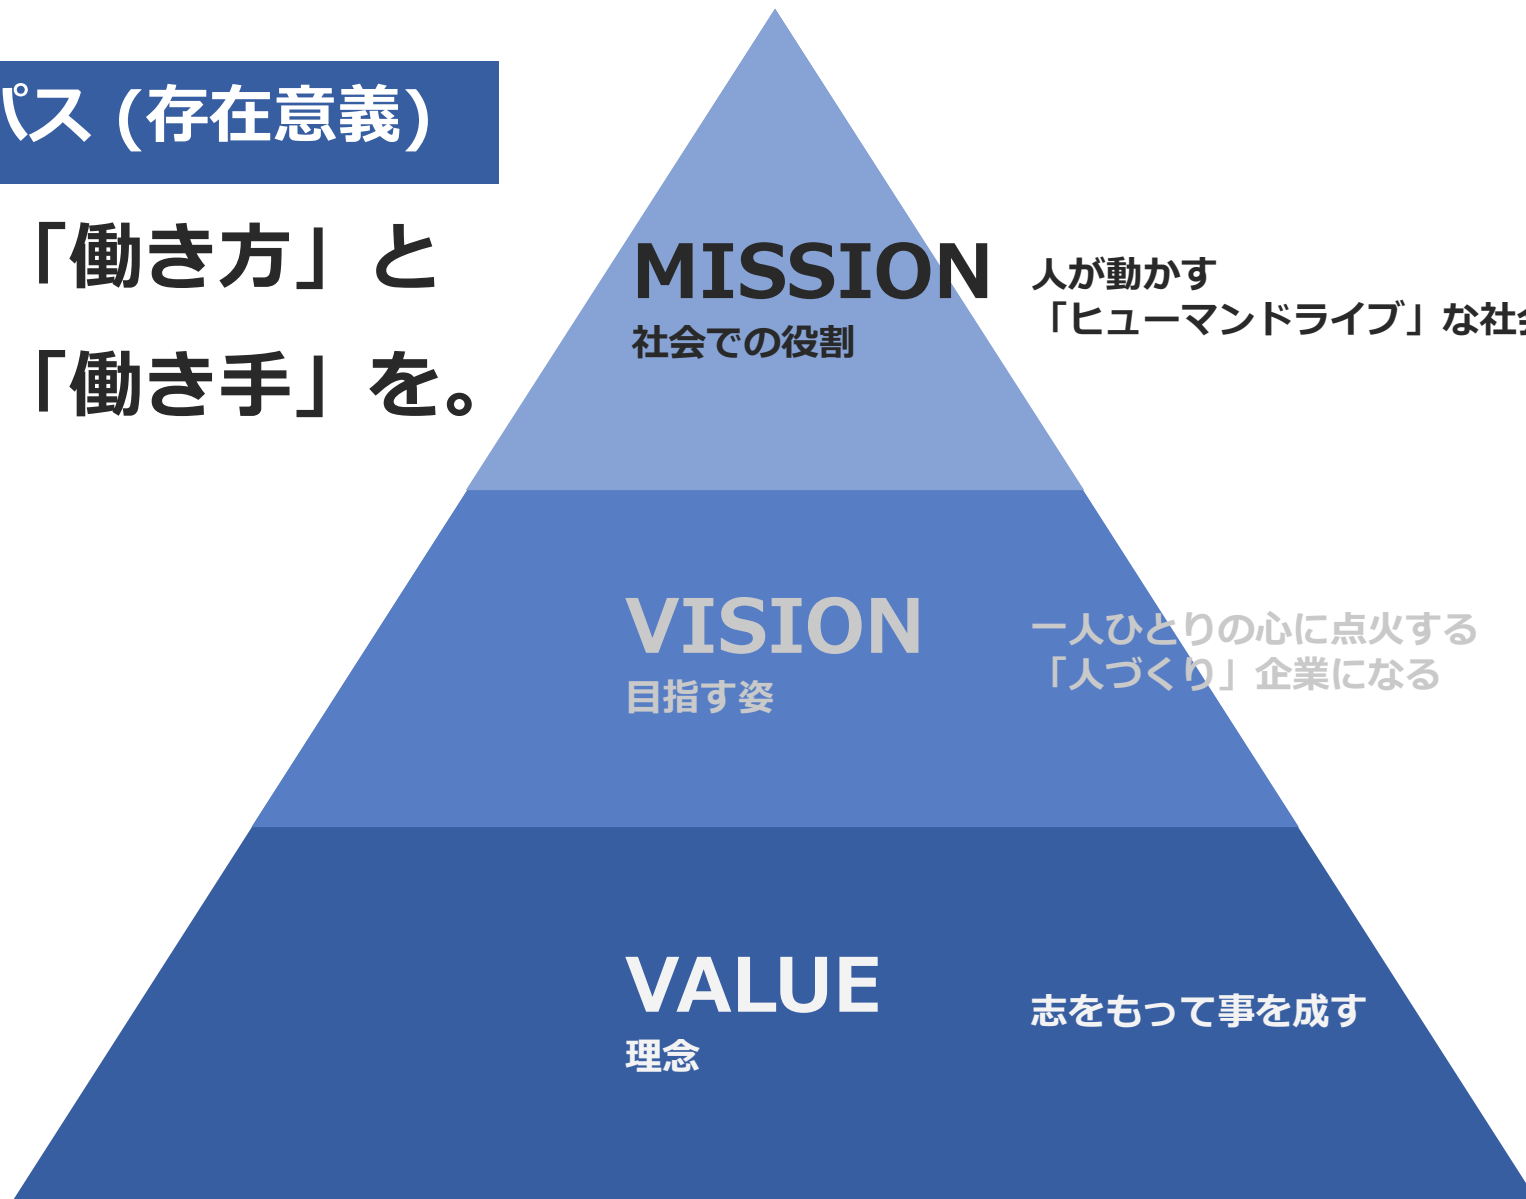 パス (存在意義)
「働き方」と
「働き手」を。
MISSION
社会での役割
人が動かす
「ヒューマンドライブ」な社
VISION
目指す姿
一人ひとりの心に点火する
「人づくり」企業になる
VALUE
理念
志をもって事を成す